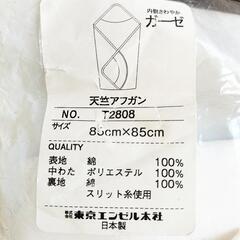 内側さわやか
ガーゼ
天竺アフガン
NO. T2808
サイズ
85cm×85cm
QUALITY
表地 綿 100%
中わた ポリエステル 100%
裏地 綿 100%
スリット糸使用
株式会社 東京エンゼル本社
日本製